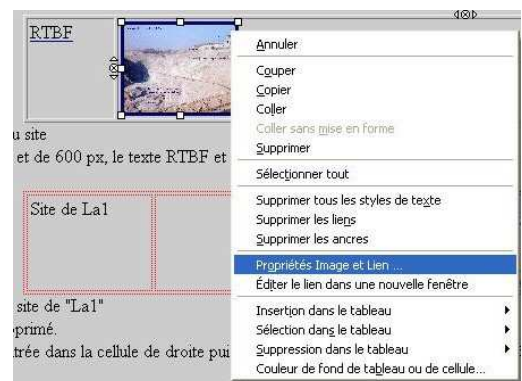 RTBF
Annuler
Couper
Copier
Coller
Coller sans mise en forme
Supprimer
Sélectionner tout
Supprimer tous les styles de texte
Supprimer les liens
Supprimer les ancres
Propriétés Image et Lien ...
Éditer le lien dans une nouvelle fenêtre
Insertion dans le tableau
Sélection dans le tableau
Suppression dans le tableau
Couleur de fond de tableau ou de cellule...
u site
et de 600 px, le texte RTBF et
Site de La1
site de "La1"
primé.
trée dans la cellule de droite pui